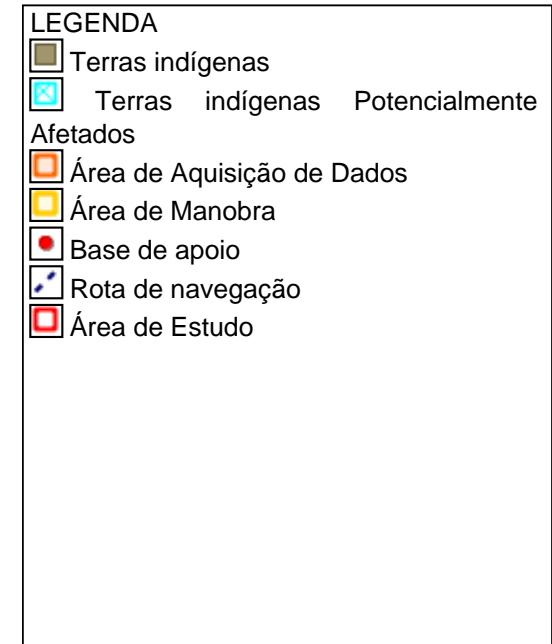 LEGENDA
Terras indígenas
Terras indígenas Potencialmente
Afetados
Área de Aquisição de Dados
Área de Manobra
Base de apoio
Rota de navegação
Área de Estudo